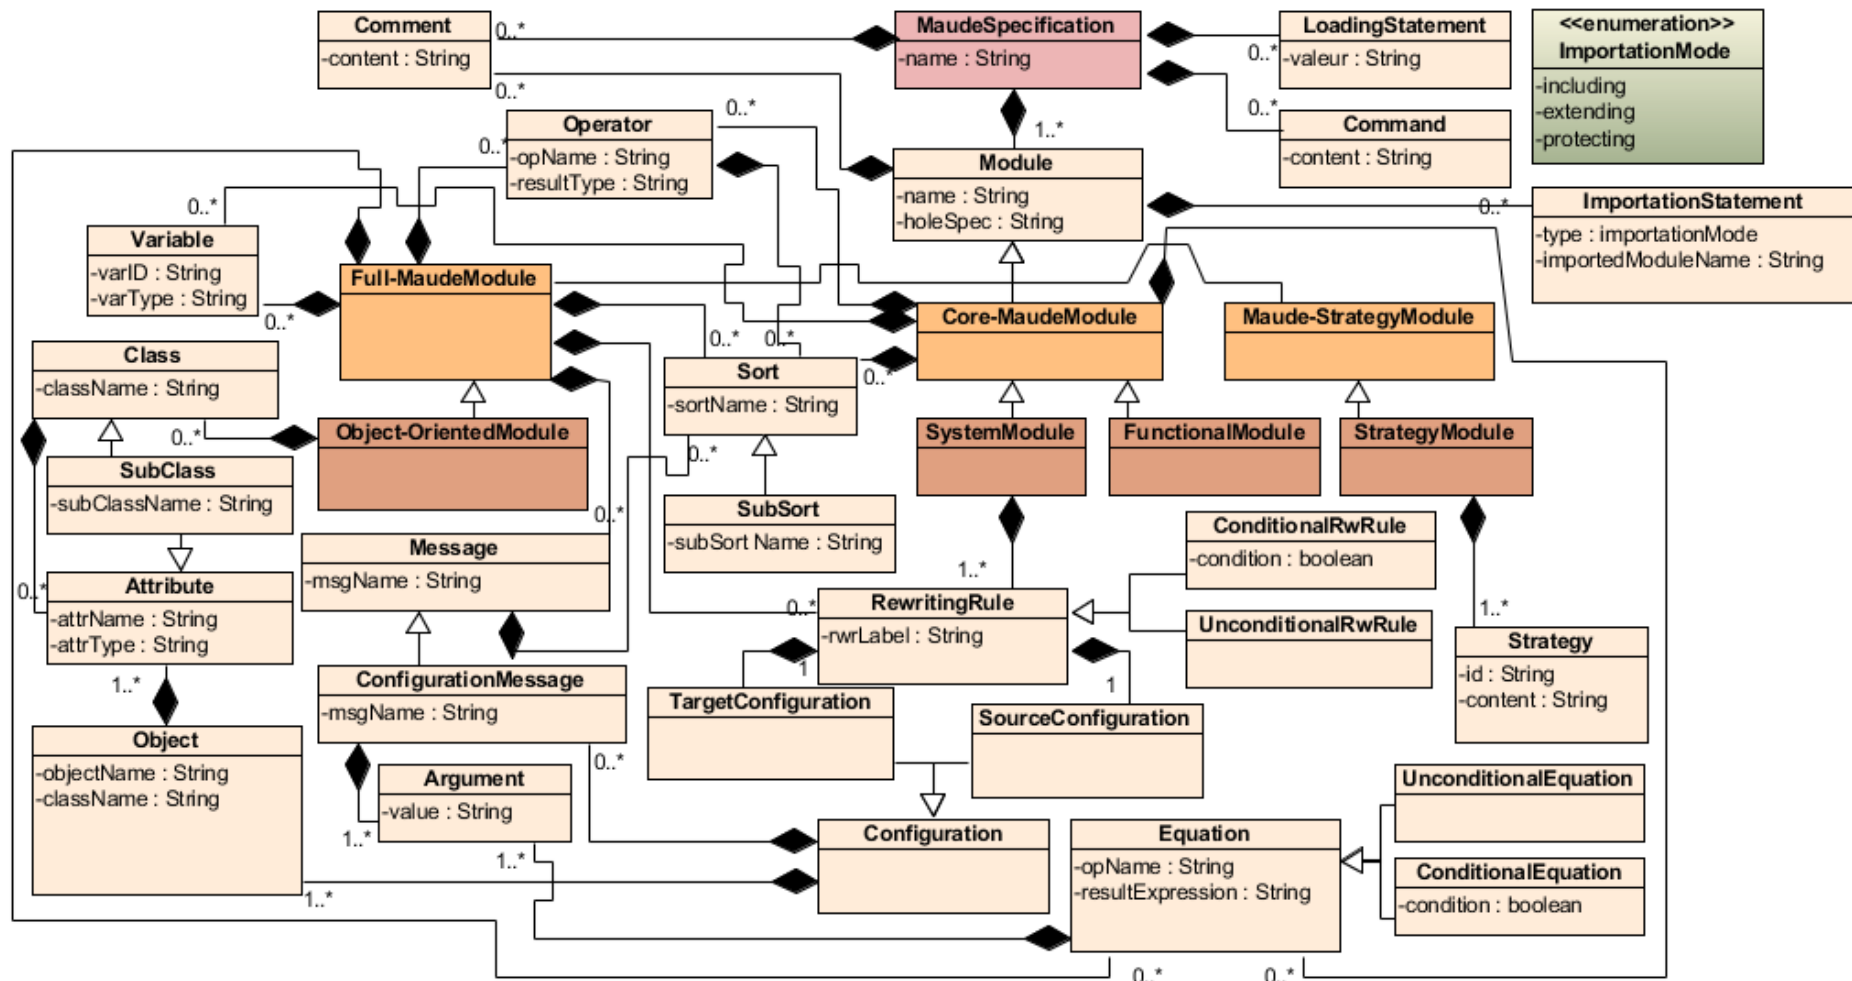 Comment
-content : String
0..*
0..*
MaudeSpecification
-name : String
LoadingStatement
-valeur : String
0..*
<<enumeration>>
ImportationMode
-including
-extending
-protecting
Operator
-opName : String
-resultType : String
0..*
0..*
1..*
0..*
Command
-content : String
Module
-name : String
-holeSpec : String
0..*
ImportationStatement
-type : importationMode
-importedModuleName : String
0..*
Variable
-varID : String
-varType : String
0..*
Full-MaudeModule
Core-MaudeModule
Maude-StrategyModule
0..*
0..*
0..*
Class
-className : String
0..*
Sort
-sortName : String
0..*
Object-OrientedModule
SystemModule
FunctionalModule
StrategyModule
SubClass
-subClassName : String
0..*
SubSort
-subSort Name : String
ConditionalRwRule
-condition : boolean
Message
-msgName : String
1..*
0..*
Attribute
-attrName : String
-attrType : String
0..*
RewritingRule
-rwrLabel : String
UnconditionalRwRule
1..*
Strategy
-id : String
-content : String
1..*
ConfigurationMessage
-msgName : String
1
1
TargetConfiguration
SourceConfiguration
Object
-objectName : String
-className : String
0..*
Argument
-value : String
1..*
1..*
1..*
Configuration
Equation
-opName : String
-resultExpression : String
UnconditionalEquation
ConditionalEquation
-condition : boolean
0..*
0..*